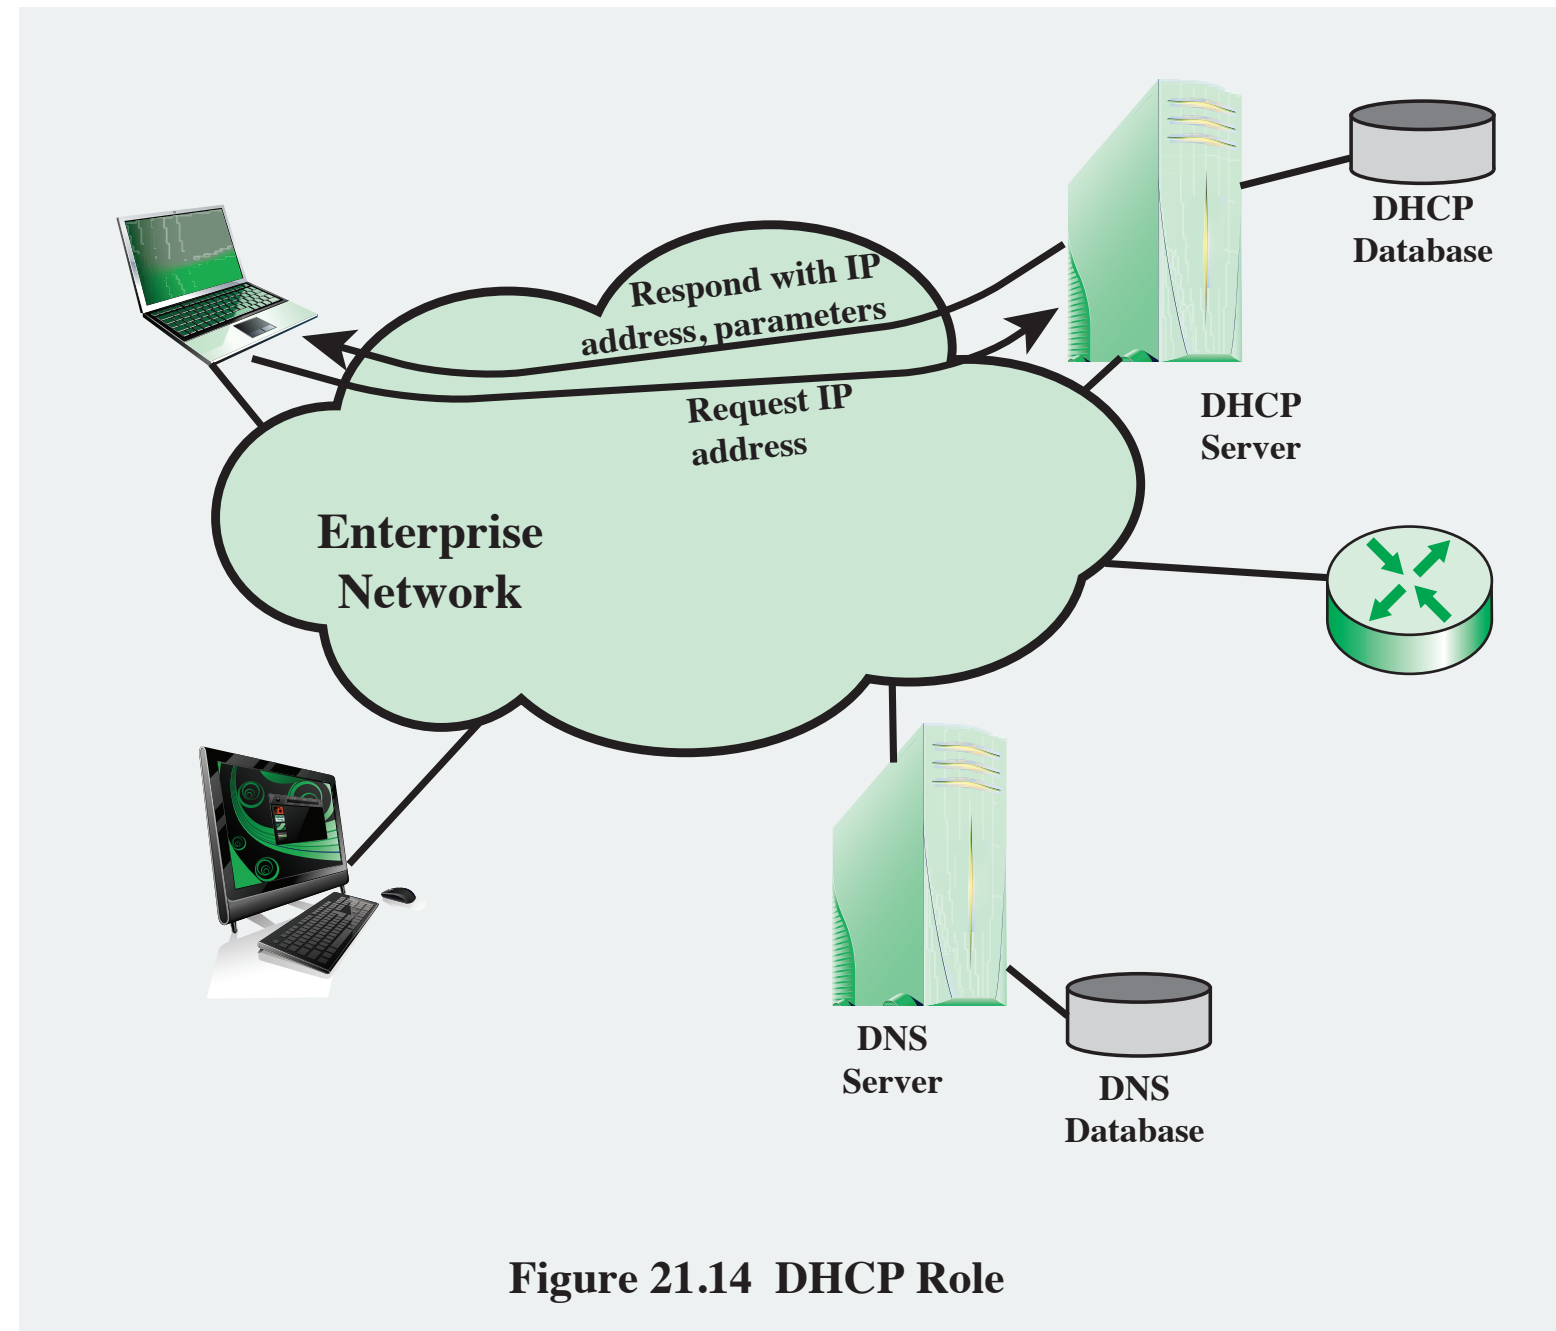 DHCP
Database
Respond with IP
address, parameters
Request IP
address
DHCP
Server
Enterprise
Network
DNS
Server
DNS
Database
Figure 21.14 DHCP Role